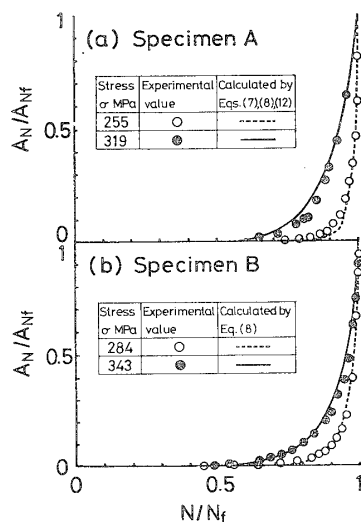 1
(a) Specimen A
Stress Experimental Calculated by
σ MPa value Eqs.(7),(8),(12)
255
319
0.5
A_N/A_Nf
0
(b) Specimen B
Stress Experimental Calculated by
σ MPa value Eq. (8)
284
343
0.5
A_N/A_Nf
0
0 0.5 1
N/N_f